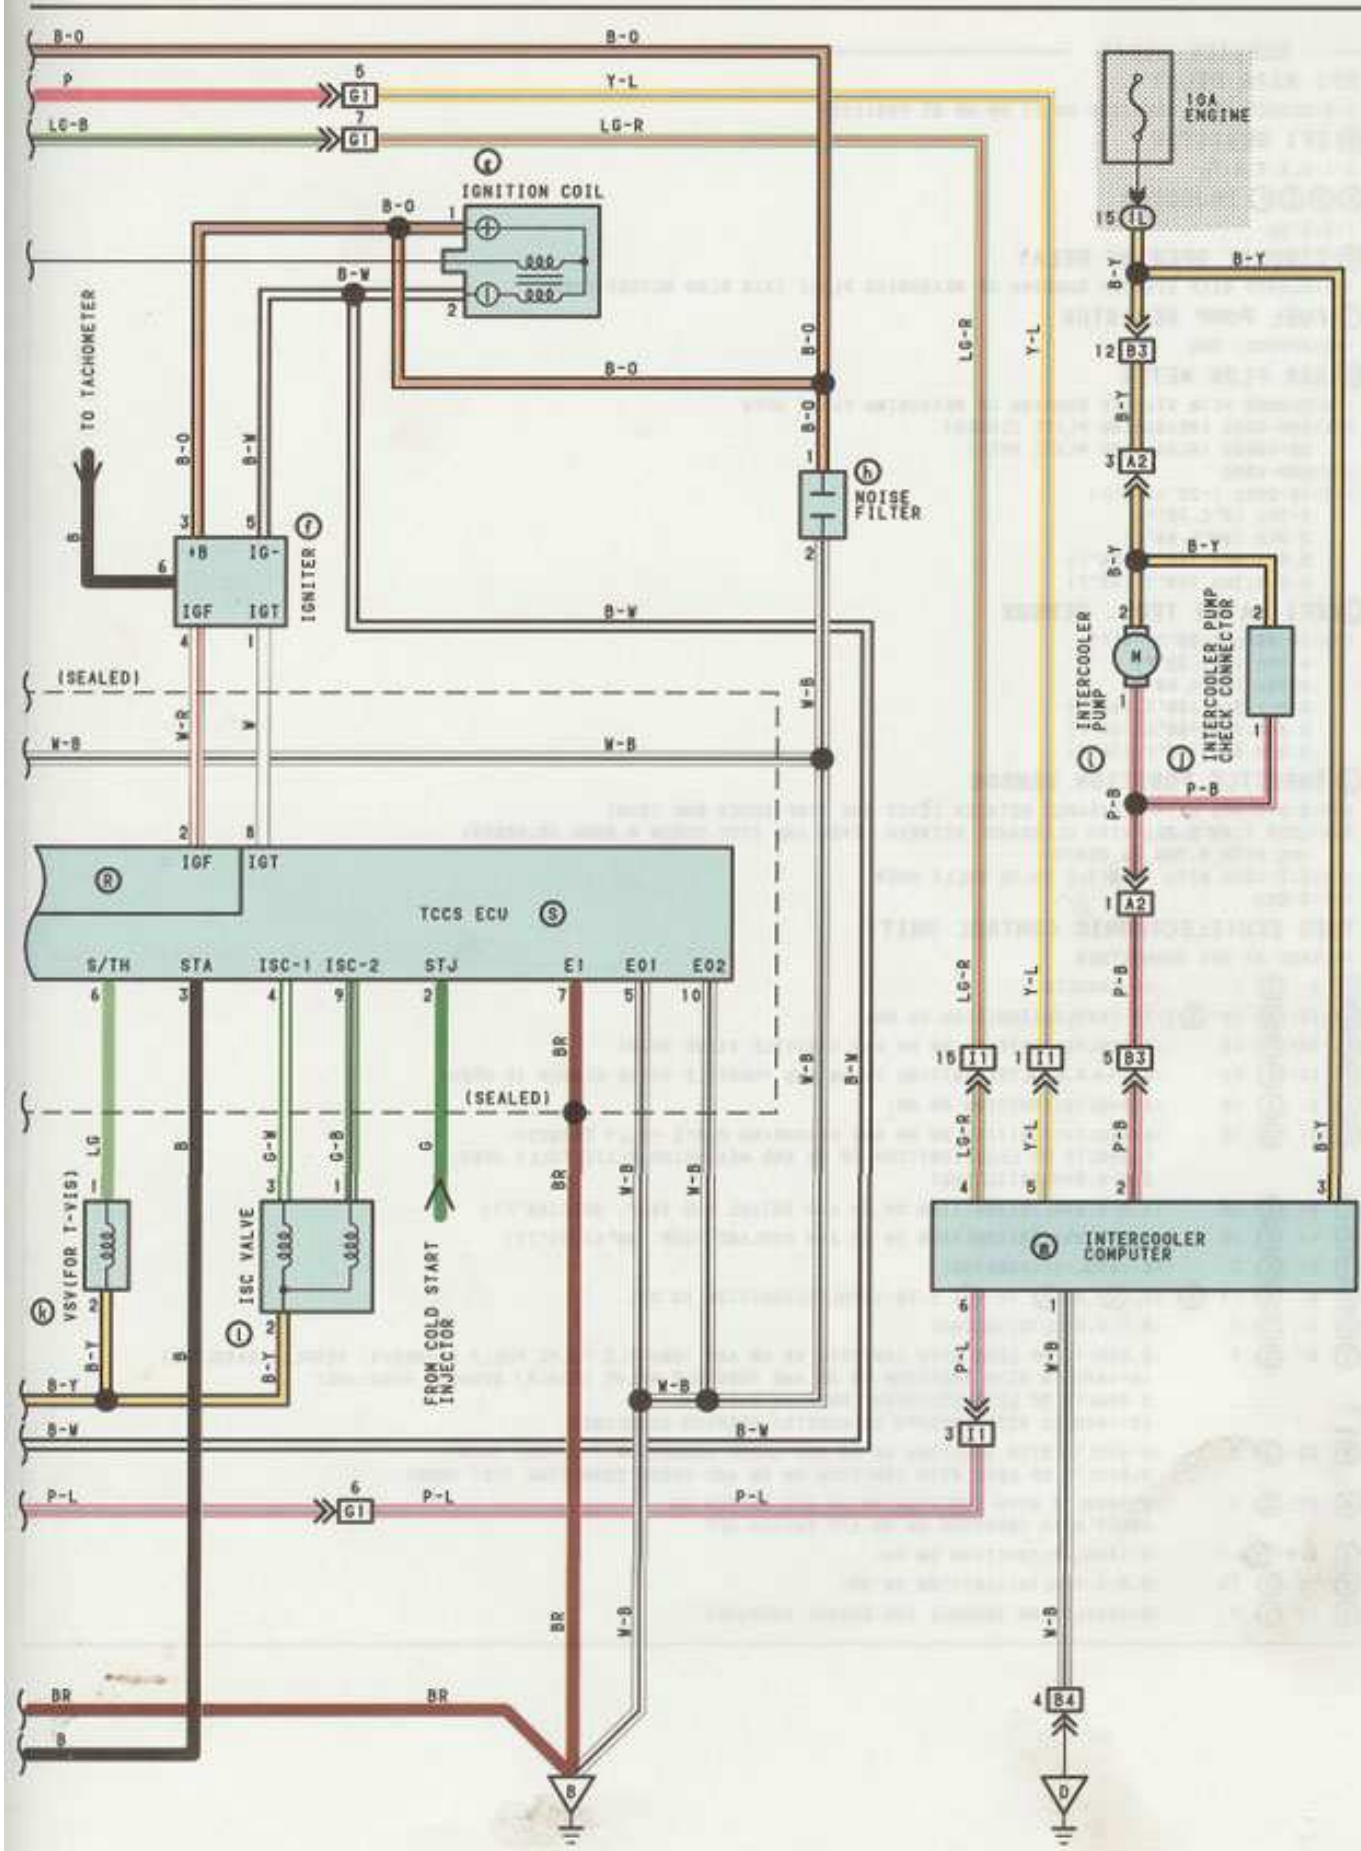 B-O
B-O
P
5
G1
Y-L
10A
ENGINE
LG-B
7
G1
LG-R
g
IGNITION COIL
B-O
1
15
IL
B-W
2
B-Y
B-Y
TO TACHOMETER
B-O
LG-R
Y-L
12
B3
B-O
B-O
B-Y
B-O
B-W
1
h
NOISE
FILTER
3
A2
B
3
5
f
IGNITER
+B
IG-
2
B-Y
B-Y
6
IGF
IGT
B-W
2
2
4
1
M
INTERCOOLER
PUMP
INTERCOOLER PUMP
CHECK CONNECTOR
(SEALED)
W-R
W
W-B
1
1
W-B
W-B
i
j
P-B
P-B
2
8
IGF
IGT
R
TCCS ECU
S
1
A2
S/TH
STA
ISC-1
ISC-2
STJ
E1
E01
E02
LG-R
Y-L
P-B
6
3
4
9
2
7
5
10
BR
15
I1
1
I1
5
B3
W-B
B-W
(SEALED)
LG
B
G-W
G-B
G
BR
W-B
W-B
LG-R
Y-L
P-B
B-Y
1
3
1
4
5
2
3
VSV(FOR T-VIS)
ISC VALVE
m
INTERCOOLER
COMPUTER
k
2
l
2
FROM COLD START
INJECTOR
6
1
B-Y
B
B-Y
P-L
W-B
B-Y
W-B
B-W
B-W
3
I1
P-L
6
G1
P-L
P-L
BR
W-B
W-B
BR
BR
4
B4
B
B
D